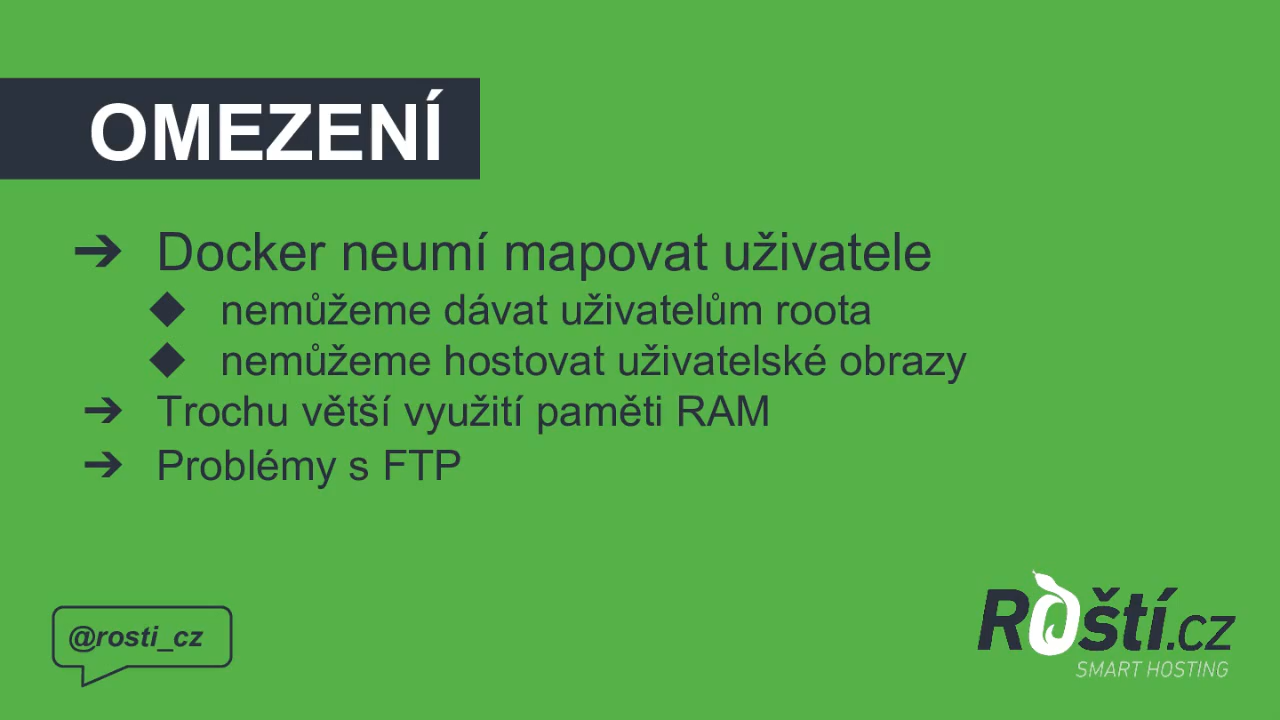 OMEZENÍ
➔ Docker neumí mapovat uživatele
◆ nemůžeme dávat uživatelům roota
◆ nemůžeme hostovat uživatelské obrazy
➔ Trochu větší využití paměti RAM
➔ Problémy s FTP
@rosti_cz
Roští.cz
SMART HOSTING